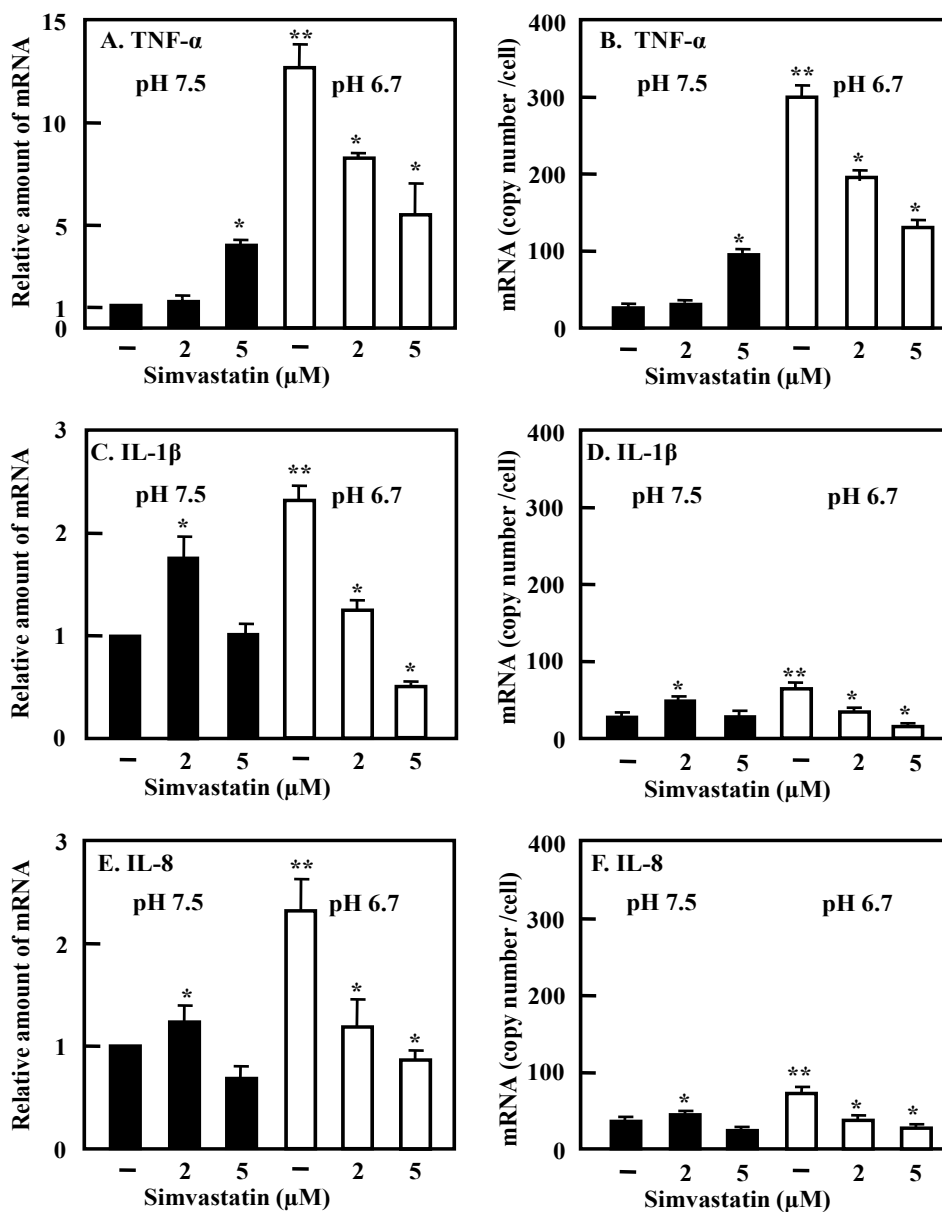 A. TNF-α
Relative amount of mRNA
15
10
5
1
0
pH 7.5
pH 6.7
**
*
*
*
– 2 5 – 2 5
Simvastatin (µM)
B. TNF-α
mRNA (copy number /cell)
400
300
200
100
0
pH 7.5
pH 6.7
**
*
*
*
– 2 5 – 2 5
Simvastatin (µM)
C. IL-1β
Relative amount of mRNA
3
2
1
0
pH 7.5
pH 6.7
*
**
*
*
– 2 5 – 2 5
Simvastatin (µM)
D. IL-1β
mRNA (copy number /cell)
400
300
200
100
0
pH 7.5
pH 6.7
*
**
*
*
– 2 5 – 2 5
Simvastatin (µM)
E. IL-8
Relative amount of mRNA
3
2
1
0
pH 7.5
pH 6.7
*
**
*
*
– 2 5 – 2 5
Simvastatin (µM)
F. IL-8
mRNA (copy number /cell)
400
300
200
100
0
pH 7.5
pH 6.7
*
**
*
*
– 2 5 – 2 5
Simvastatin (µM)